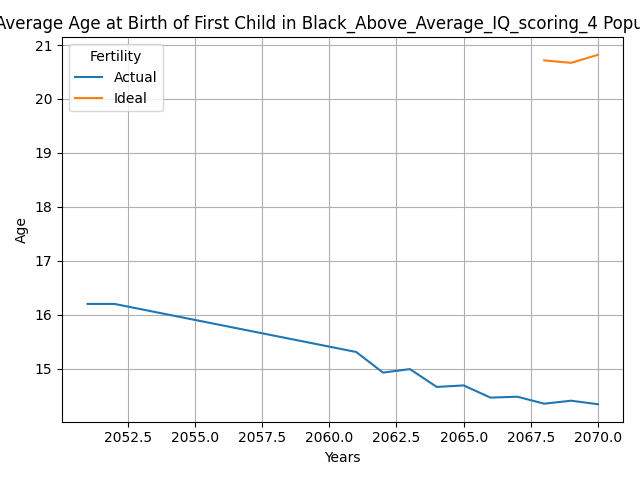 Average Age at Birth of First Child in Black_Above_Average_IQ_scoring_4 Popu
Fertility
Actual
Ideal
21
20
19
18
17
16
15
Age
2052.5 2055.0 2057.5 2060.0 2062.5 2065.0 2067.5 2070.0
Years